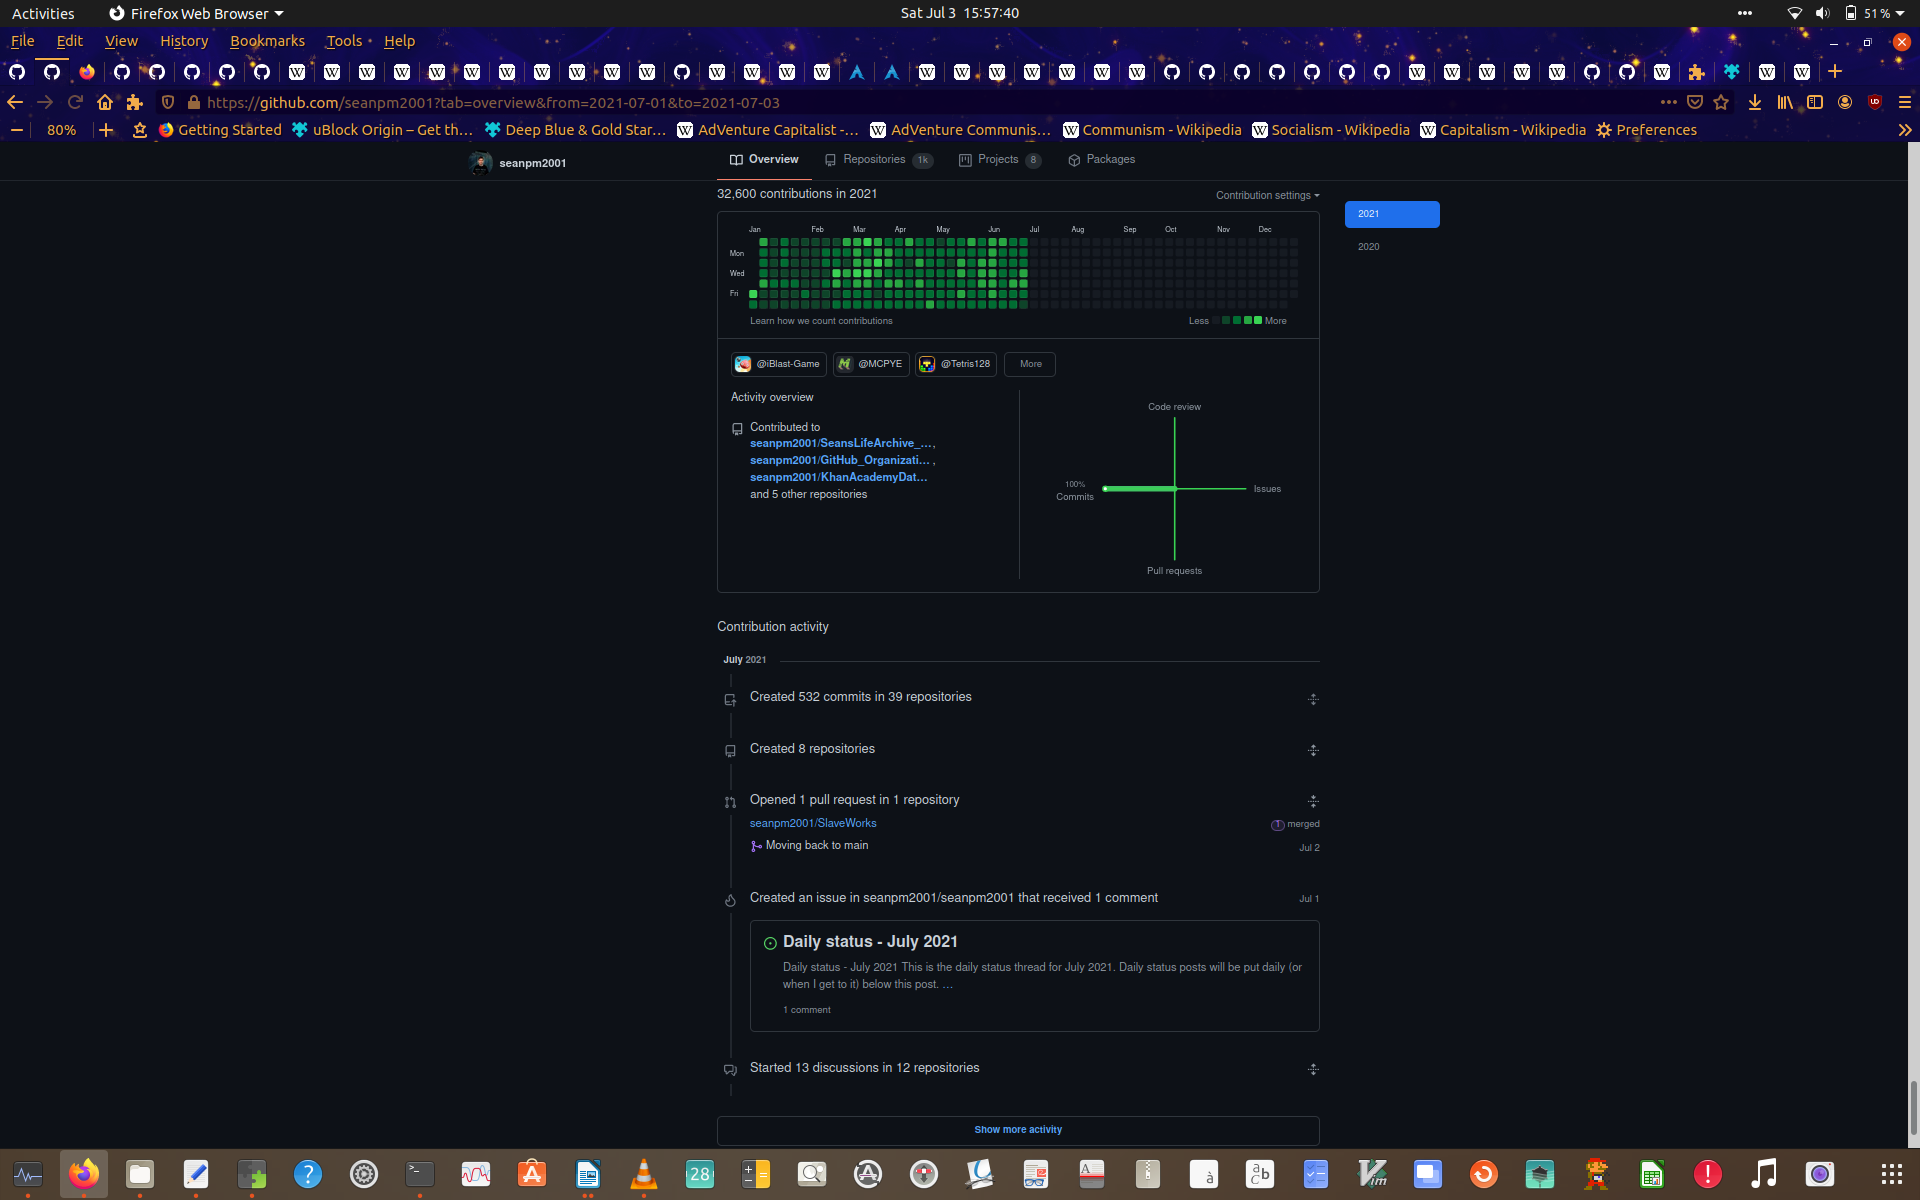 Activities
Firefox Web Browser
Sat Jul 3 15:57:40
51 %
File Edit View History Bookmarks Tools Help
https://github.com/seanpm2001?tab=overview&from=2021-07-01&to=2021-07-03
80%
Getting Started
uBlock Origin – Get th…
Deep Blue & Gold Star…
AdVenture Capitalist -…
AdVenture Communis…
Communism - Wikipedia
Socialism - Wikipedia
Capitalism - Wikipedia
Preferences
seanpm2001
Overview
Repositories 1k
Projects 8
Packages
32,600 contributions in 2021
Contribution settings
2021
2020
Jan Feb Mar Apr May Jun Jul Aug Sep Oct Nov Dec
Mon
Wed
Fri
Learn how we count contributions
Less More
@iBlast-Game
@MCPYE
@Tetris128
More
Activity overview
Contributed to
seanpm2001/SeansLifeArchive_… ,
seanpm2001/GitHub_Organizati… ,
seanpm2001/KhanAcademyDat…
and 5 other repositories
Code review
100%
Commits
Issues
Pull requests
Contribution activity
July 2021
Created 532 commits in 39 repositories
Created 8 repositories
Opened 1 pull request in 1 repository
seanpm2001/SlaveWorks
1 merged
Moving back to main
Jul 2
Created an issue in seanpm2001/seanpm2001 that received 1 comment
Jul 1
Daily status - July 2021
Daily status - July 2021 This is the daily status thread for July 2021. Daily status posts will be put daily (or
when I get to it) below this post. …
1 comment
Started 13 discussions in 12 repositories
Show more activity
28